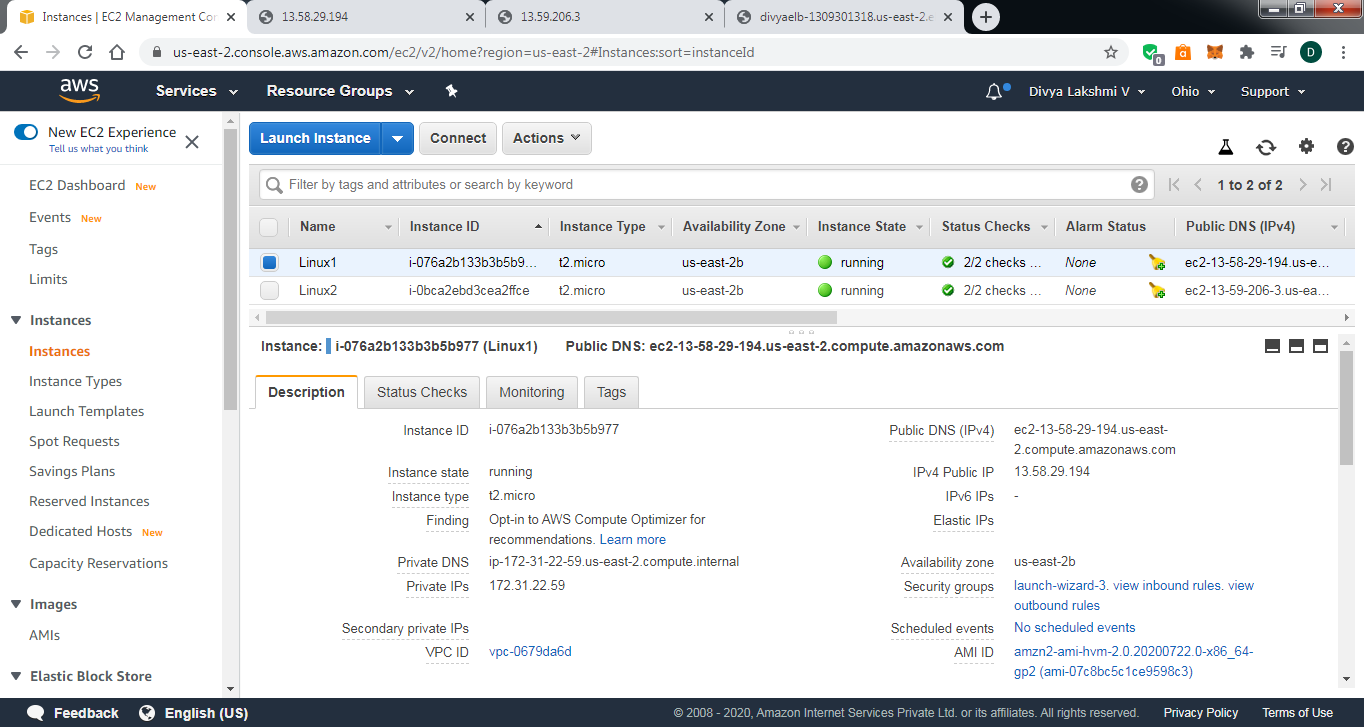 Instances | EC2 Management Cor
13.58.29.194
13.59.206.3
divyaelb-1309301318.us-east-2.e
us-east-2.console.aws.amazon.com/ec2/v2/home?region=us-east-2#Instances:sort=instanceId
0
D
aws
Services
Resource Groups
Divya Lakshmi V
Ohio
Support
New EC2 Experience
Tell us what you think
EC2 Dashboard New
Events New
Tags
Limits
Instances
Instances
Instance Types
Launch Templates
Spot Requests
Savings Plans
Reserved Instances
Dedicated Hosts New
Capacity Reservations
Images
AMIs
Elastic Block Store
Launch Instance
Connect
Actions
Filter by tags and attributes or search by keyword
1 to 2 of 2
Name Instance ID Instance Type Availability Zone Instance State Status Checks Alarm Status Public DNS (IPv4)
Linux1 i-076a2b133b3b5b9... t2.micro us-east-2b running 2/2 checks ... None ec2-13-58-29-194.us-e...
Linux2 i-0bca2ebd3cea2ffce t2.micro us-east-2b running 2/2 checks ... None ec2-13-59-206-3.us-ea...
Instance: i-076a2b133b3b5b977 (Linux1) Public DNS: ec2-13-58-29-194.us-east-2.compute.amazonaws.com
Description
Status Checks
Monitoring
Tags
Instance ID i-076a2b133b3b5b977
Instance state running
Instance type t2.micro
Finding Opt-in to AWS Compute Optimizer for
recommendations. Learn more
Private DNS ip-172-31-22-59.us-east-2.compute.internal
Private IPs 172.31.22.59
Secondary private IPs
VPC ID vpc-0679da6d
Public DNS (IPv4) ec2-13-58-29-194.us-east-
2.compute.amazonaws.com
IPv4 Public IP 13.58.29.194
IPv6 IPs -
Elastic IPs
Availability zone us-east-2b
Security groups launch-wizard-3. view inbound rules. view
outbound rules
Scheduled events No scheduled events
AMI ID amzn2-ami-hvm-2.0.20200722.0-x86_64-
gp2 (ami-07c8bc5c1ce9598c3)
Feedback
English (US)
© 2008 - 2020, Amazon Internet Services Private Ltd. or its affiliates. All rights reserved.
Privacy Policy
Terms of Use